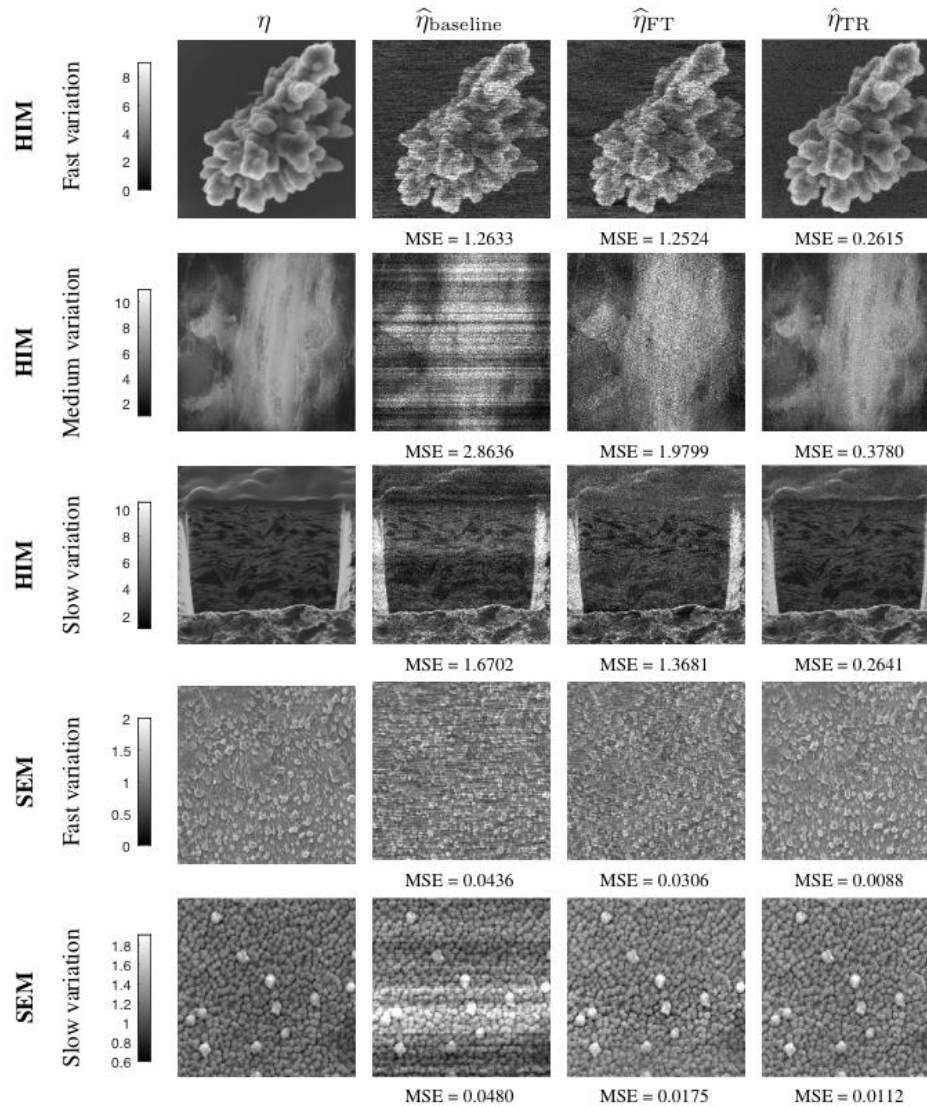 η η̂baseline η̂FT η̂TR
HIM
Fast variation
8
6
4
2
0
MSE = 1.2633 MSE = 1.2524 MSE = 0.2615
HIM
Medium variation
10
8
6
4
2
MSE = 2.8636 MSE = 1.9799 MSE = 0.3780
HIM
Slow variation
10
8
6
4
2
MSE = 1.6702 MSE = 1.3681 MSE = 0.2641
SEM
Fast variation
2
1.5
1
0.5
0
MSE = 0.0436 MSE = 0.0306 MSE = 0.0088
SEM
Slow variation
1.8
1.6
1.4
1.2
1
0.8
0.6
MSE = 0.0480 MSE = 0.0175 MSE = 0.0112